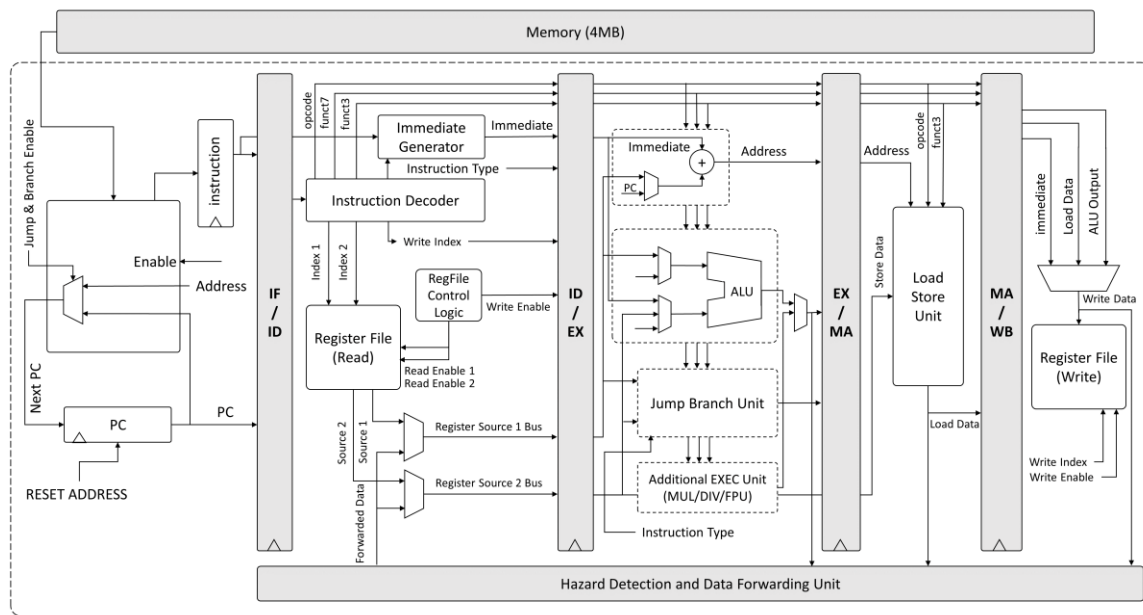 Memory (4MB)
Jump & Branch Enable
instruction
Enable
Address
Next PC
PC
PC
RESET ADDRESS
IF
/
ID
opcode
funct7
funct3
Immediate
Generator
Immediate
Instruction Type
Instruction Decoder
Write Index
Index 1
Index 2
RegFile
Control
Logic
Write Enable
Register File
(Read)
Read Enable 1
Read Enable 2
Source 2
Source 1
Register Source 1 Bus
Register Source 2 Bus
Forwarded Data
ID
/
EX
Immediate
+
PC
Address
ALU
Jump Branch Unit
Additional EXEC Unit
(MUL/DIV/FPU)
Instruction Type
EX
/
MA
opcode
funct3
Address
Store Data
Load
Store
Unit
Load Data
MA
/
WB
immediate
Load Data
ALU Output
Write Data
Register File
(Write)
Write Index
Write Enable
Hazard Detection and Data Forwarding Unit